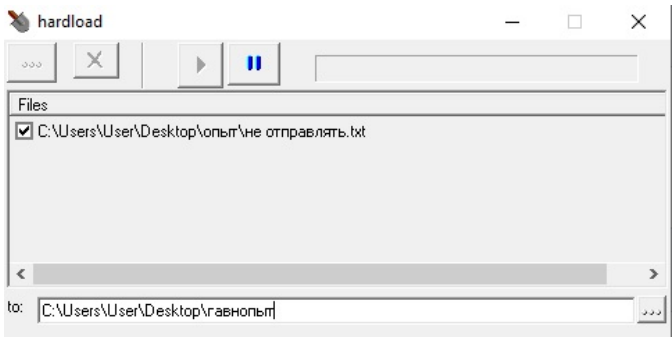 hardload
Files
C:\Users\User\Desktop\опыт\не отправлять.txt
to: C:\Users\User\Desktop\гавнопыт